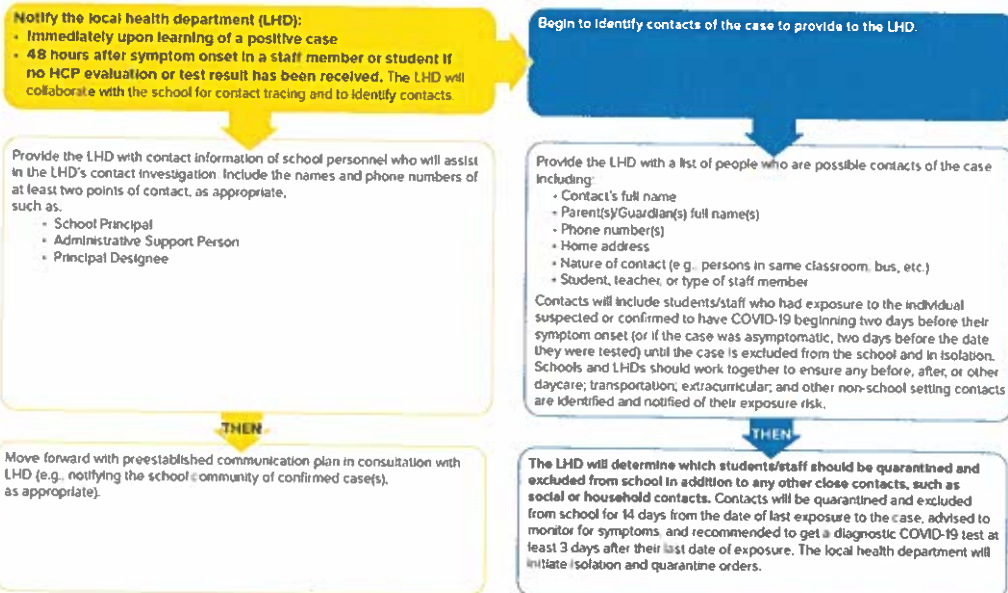 Notify the local health department (LHD):
• Immediately upon learning of a positive case
• 48 hours after symptom onset in a staff member or student if
no HCP evaluation or test result has been received. The LHD will
collaborate with the school for contact tracing and to identify contacts.
Provide the LHD with contact information of school personnel who will assist
in the LHD's contact investigation. Include the names and phone numbers of
at least two points of contact, as appropriate,
such as.
• School Principal
• Administrative Support Person
• Principal Designee
THEN
Move forward with preestablished communication plan in consultation with
LHD (e.g., notifying the school community of confirmed case(s),
as appropriate).
Begin to identify contacts of the case to provide to the LHD.
Provide the LHD with a list of people who are possible contacts of the case
including:
• Contact's full name
• Parent(s)/Guardian(s) full name(s)
• Phone number(s)
• Home address
• Nature of contact (e g., persons in same classroom, bus, etc.)
• Student, teacher, or type of staff member
Contacts will include students/staff who had exposure to the individual
suspected or confirmed to have COVID-19 beginning two days before their
symptom onset (or if the case was asymptomatic, two days before the date
they were tested) until the case is excluded from the school and in isolation.
Schools and LHDs should work together to ensure any before, after, or other
daycare; transportation; extracurricular; and other non-school setting contacts
are identified and notified of their exposure risk.
THEN
The LHD will determine which students/staff should be quarantined and
excluded from school in addition to any other close contacts, such as
social or household contacts. Contacts will be quarantined and excluded
from school for 14 days from the date of last exposure to the case, advised to
monitor for symptoms, and recommended to get a diagnostic COVID-19 test at
least 3 days after their last date of exposure. The local health department will
initiate isolation and quarantine orders.